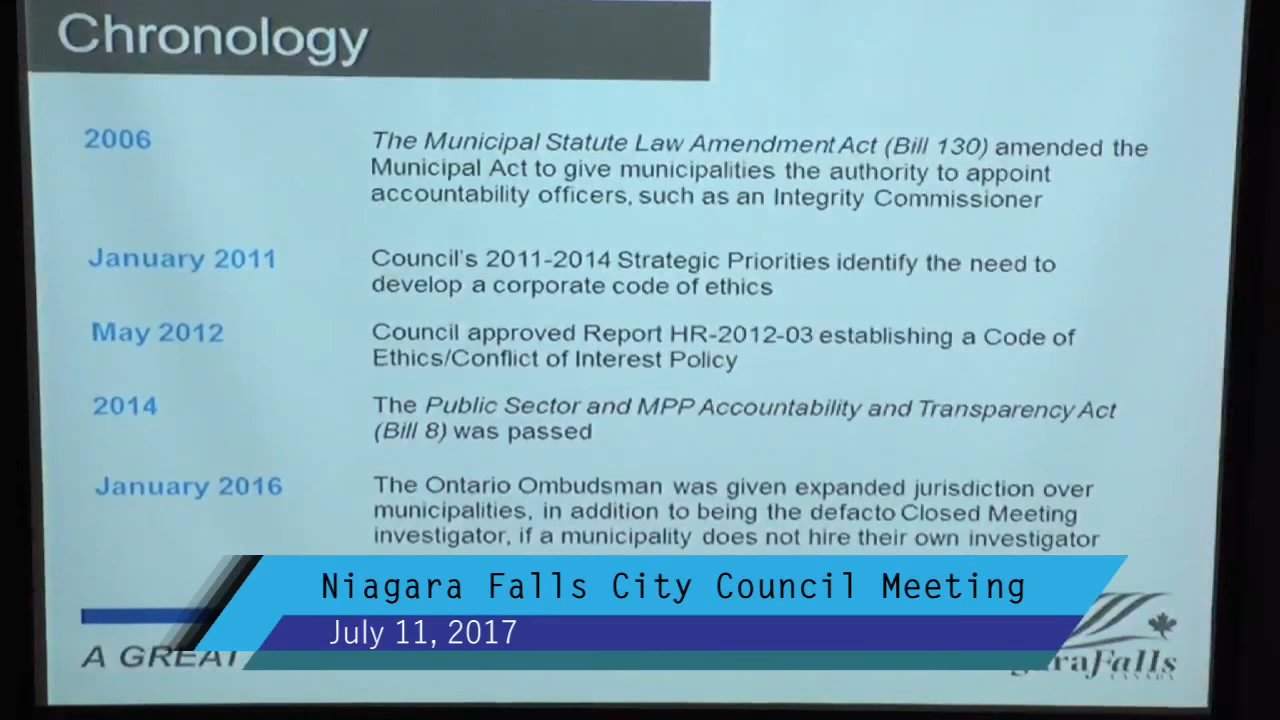 Chronology
2006
The Municipal Statute Law Amendment Act (Bill 130) amended the
Municipal Act to give municipalities the authority to appoint
accountability officers, such as an Integrity Commissioner
January 2011
Council's 2011-2014 Strategic Priorities identify the need to
develop a corporate code of ethics
May 2012
Council approved Report HR-2012-03 establishing a Code of
Ethics/Conflict of Interest Policy
2014
The Public Sector and MPP Accountability and Transparency Act
(Bill 8) was passed
January 2016
The Ontario Ombudsman was given expanded jurisdiction over
municipalities, in addition to being the defacto Closed Meeting
investigator, if a municipality does not hire their own investigator
Niagara Falls City Council Meeting
July 11, 2017
A GREAT
Falls
CANADA